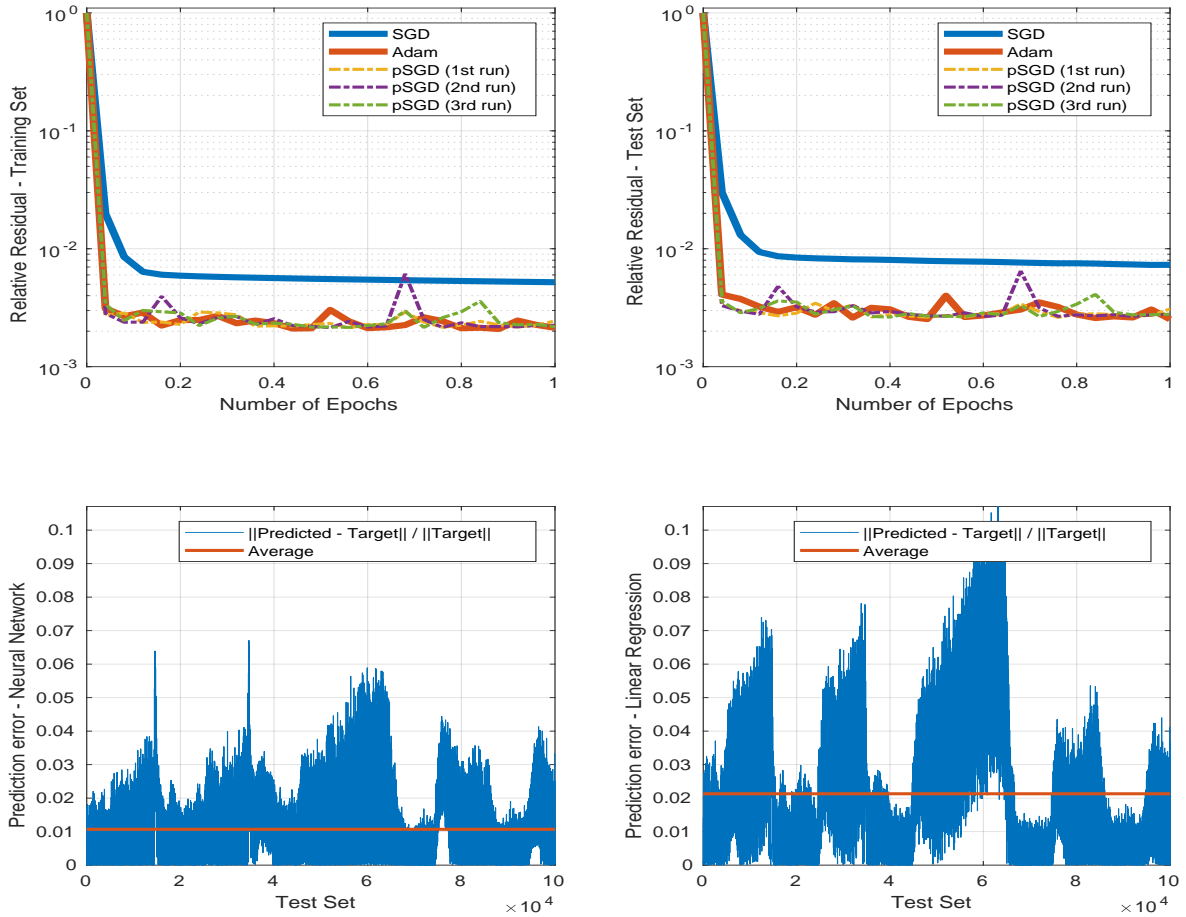 10^0
10^-1
10^-2
10^-3
Relative Residual - Training Set
SGD
Adam
pSGD (1st run)
pSGD (2nd run)
pSGD (3rd run)
0 0.2 0.4 0.6 0.8 1
Number of Epochs
10^0
10^-1
10^-2
10^-3
Relative Residual - Test Set
SGD
Adam
pSGD (1st run)
pSGD (2nd run)
pSGD (3rd run)
0 0.2 0.4 0.6 0.8 1
Number of Epochs
0.1
0.09
0.08
0.07
0.06
0.05
0.04
0.03
0.02
0.01
0
Prediction error - Neural Network
||Predicted - Target|| / ||Target||
Average
0 2 4 6 8 10
Test Set
×10^4
0.1
0.09
0.08
0.07
0.06
0.05
0.04
0.03
0.02
0.01
0
Prediction error - Linear Regression
||Predicted - Target|| / ||Target||
Average
0 2 4 6 8 10
Test Set
×10^4